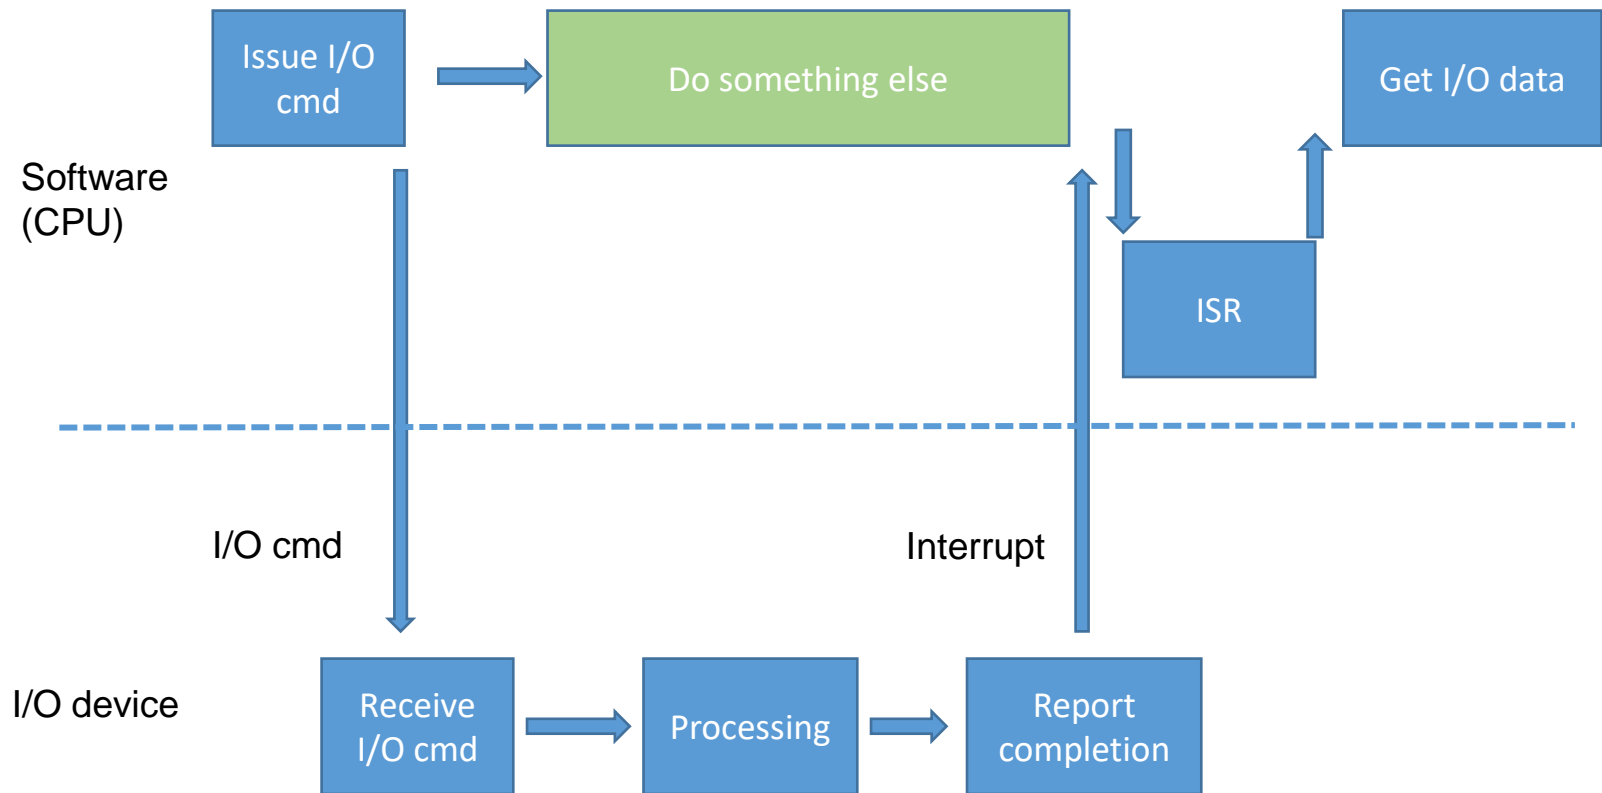 Issue I/O
cmd
Do something else
Get I/O data
Software
(CPU)
ISR
I/O cmd
Interrupt
I/O device
Receive
I/O cmd
Processing
Report
completion